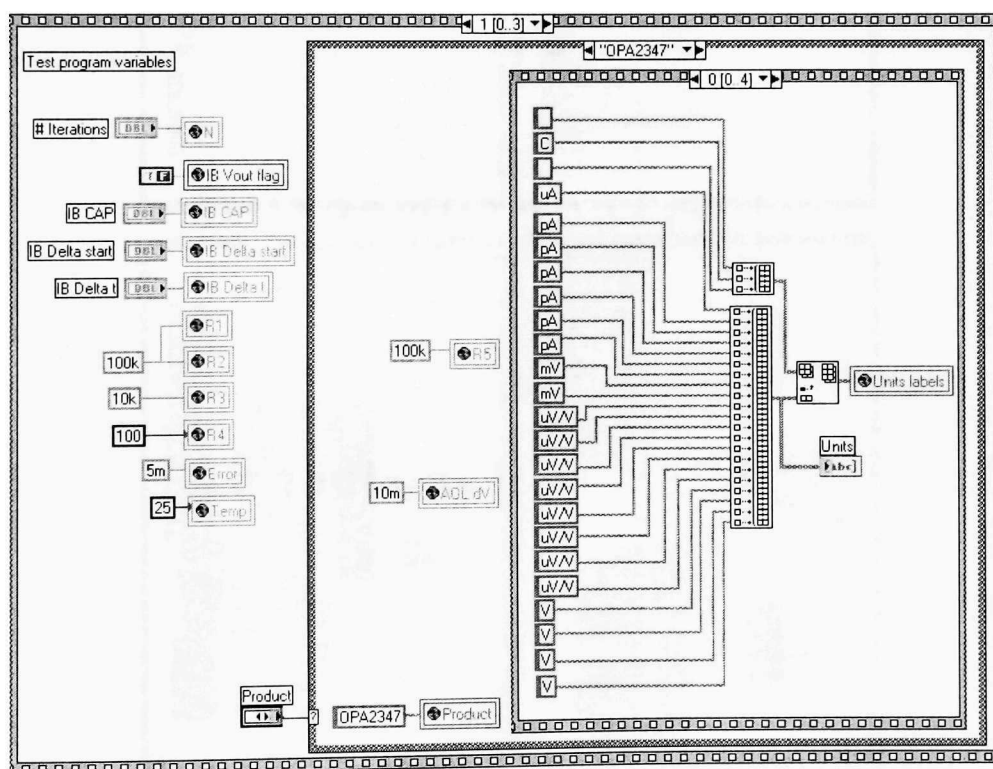 1 [0..3]
"OPA2347"
Test program variables
0 [0..4]
# Iterations DBL N
F IB Vout flag
IB CAP DBL IB CAP
IB Delta start DBL IB Delta start
IB Delta t DBL IB Delta t
100k R1
R2
10k R3
100 R4
5m Error
25 Temp
100k R5
10m AOL dV
C
uA
pA
pA
pA
pA
pA
pA
mV
mV
uV/V
uV/V
uV/V
uV/V
uV/V
uV/V
uV/V
uV/V
V
V
V
V
Units labels
Units
abc
Product
?
OPA2347 Product